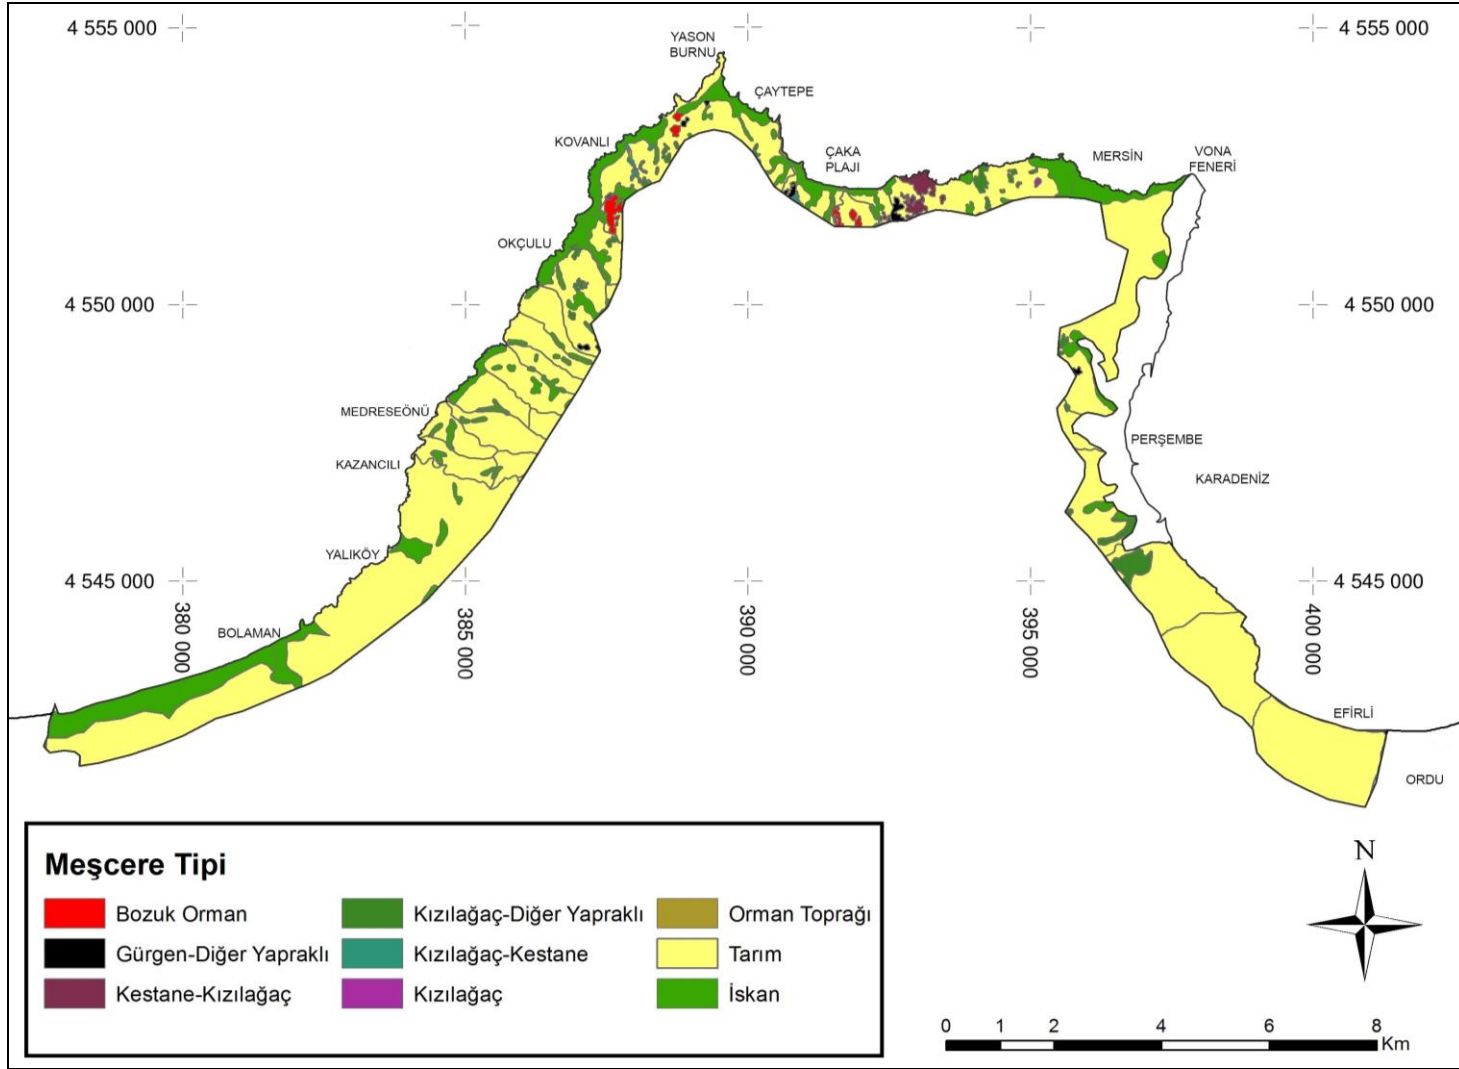 4 555 000
4 555 000
YASON
BURNU
ÇAYTEPE
KOVANLI
ÇAKA
PLAJI
MERSİN
VONA
FENERİ
OKÇULU
4 550 000
4 550 000
MEDRESEÖNÜ
KAZANCILI
PERŞEMBE
KARADENİZ
YALIKÖY
4 545 000
4 545 000
BOLAMAN
380 000
385 000
390 000
395 000
400 000
EFİRLİ
ORDU
Meşcere Tipi
Bozuk Orman
Kızılağaç-Diğer Yapraklı
Orman Toprağı
Gürgen-Diğer Yapraklı
Kızılağaç-Kestane
Tarım
Kestane-Kızılağaç
Kızılağaç
İskan
N
0 1 2 4 6 8
Km